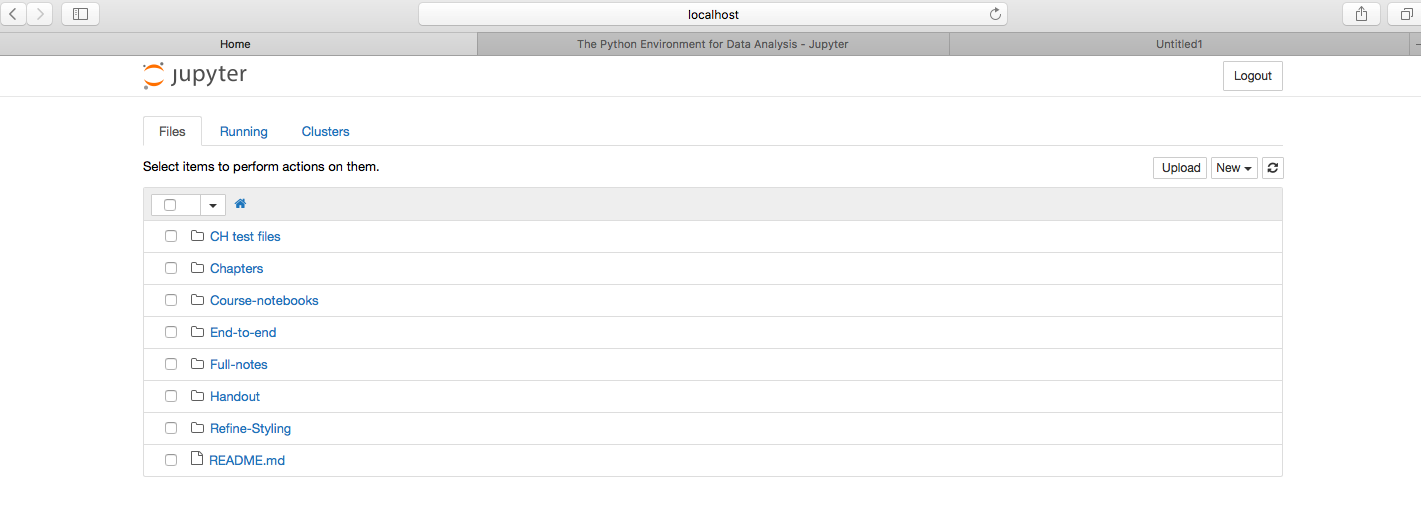 localhost
Home The Python Environment for Data Analysis - Jupyter Untitled1
jupyter Logout
Files Running Clusters
Select items to perform actions on them. Upload New
CH test files
Chapters
Course-notebooks
End-to-end
Full-notes
Handout
Refine-Styling
README.md